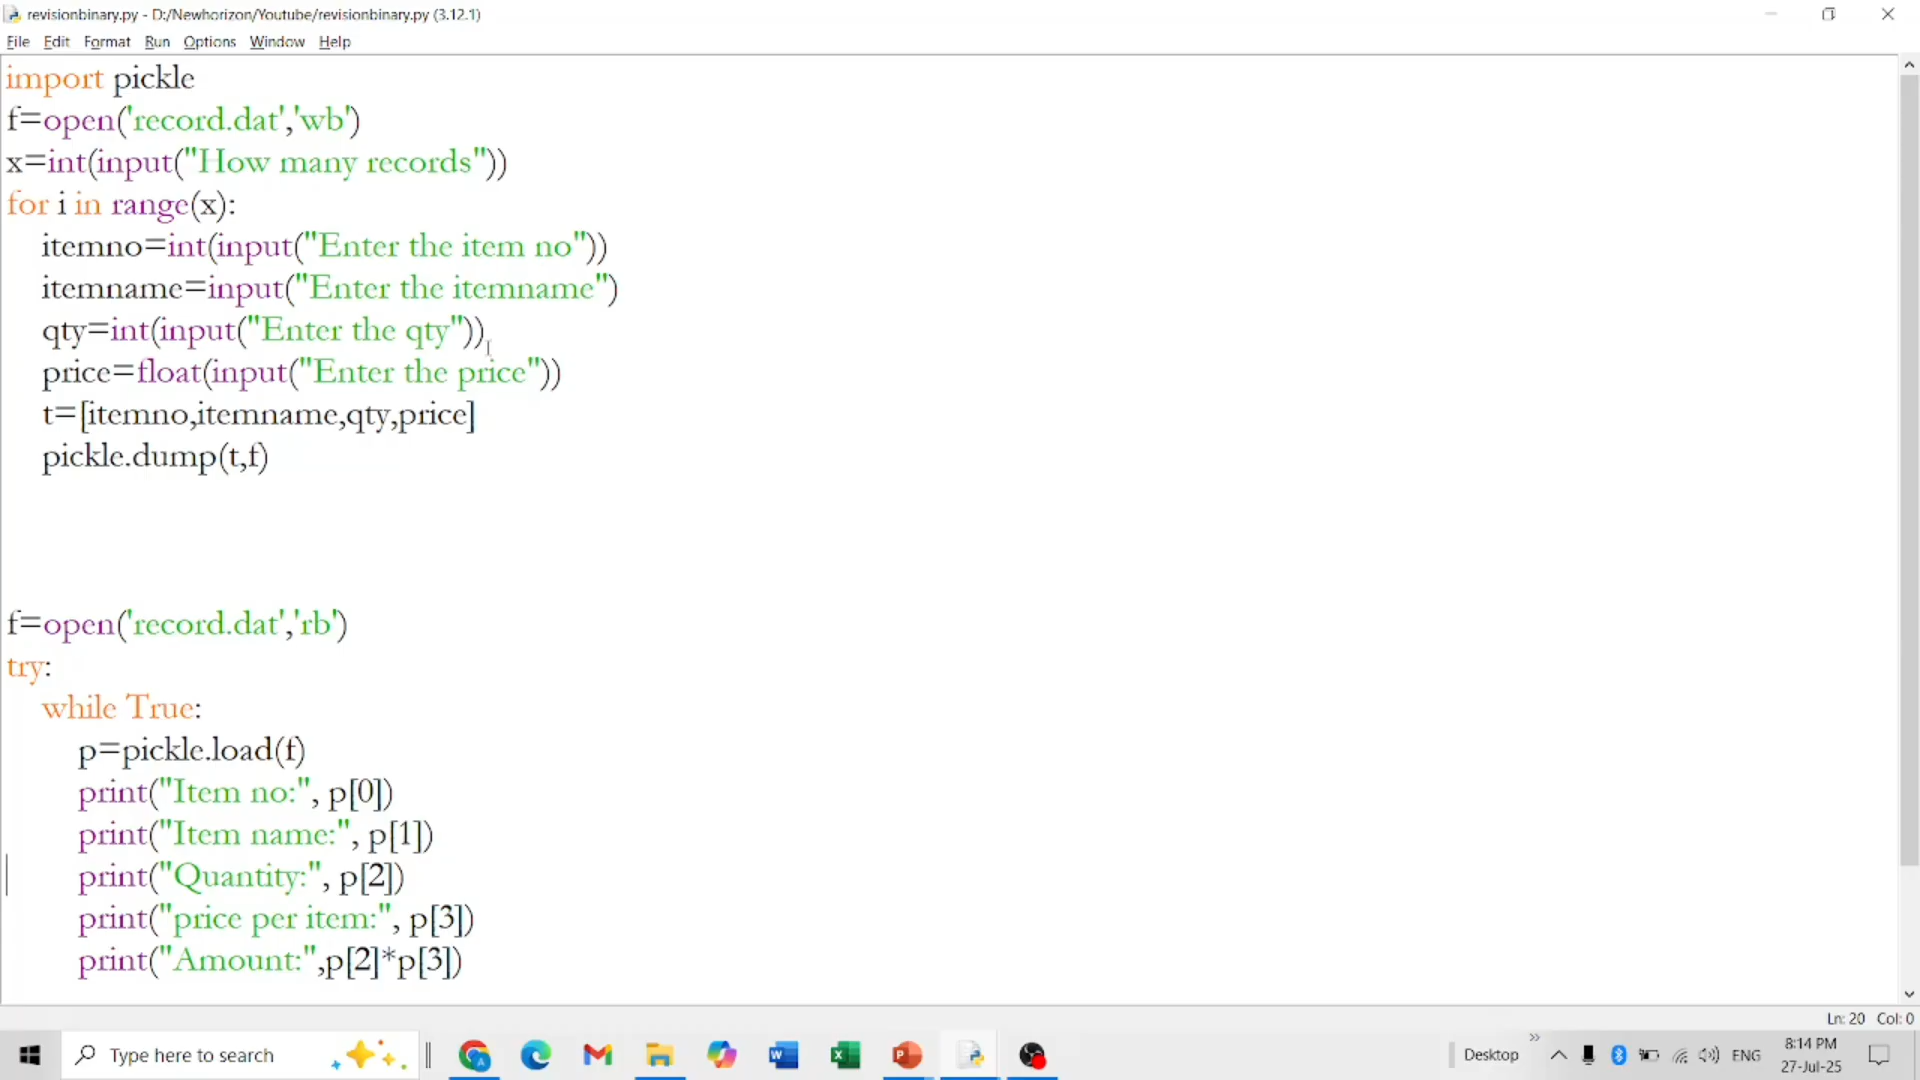 revisionbinary.py - D:/Newhorizon/Youtube/revisionbinary.py (3.12.1)
File Edit Format Run Options Window Help
import pickle
f=open('record.dat','wb')
x=int(input("How many records"))
for i in range(x):
    itemno=int(input("Enter the item no"))
    itemname=input("Enter the itemname")
    qty=int(input("Enter the qty"))
    price=float(input("Enter the price"))
    t=[itemno,itemname,qty,price]
    pickle.dump(t,f)
f=open('record.dat','rb')
try:
    while True:
        p=pickle.load(f)
        print("Item no:", p[0])
        print("Item name:", p[1])
        print("Quantity:", p[2])
        print("price per item:", p[3])
        print("Amount:",p[2]*p[3])
Ln: 20 Col: 0
Type here to search
Desktop
ENG
8:14 PM
27-Jul-25